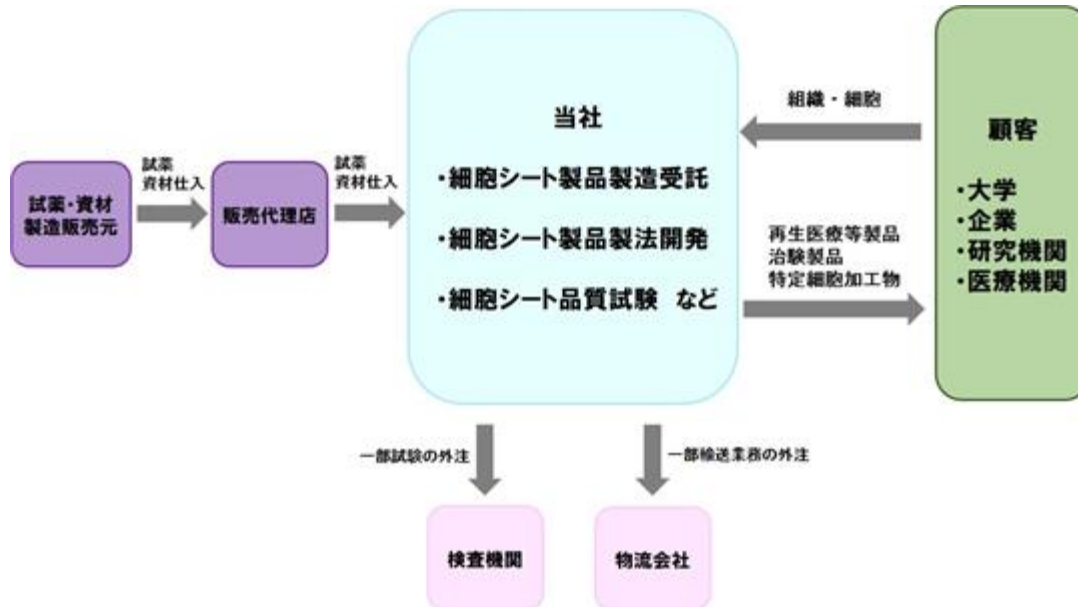 試薬・資材
製造販売元
試薬
資材仕入
販売代理店
試薬
資材仕入
当社
・細胞シート製品製造受託
・細胞シート製品製法開発
・細胞シート品質試験 など
組織・細胞
再生医療等製品
治験製品
特定細胞加工物
顧客
・大学
・企業
・研究機関
・医療機関
一部試験の外注
一部輸送業務の外注
検査機関
物流会社